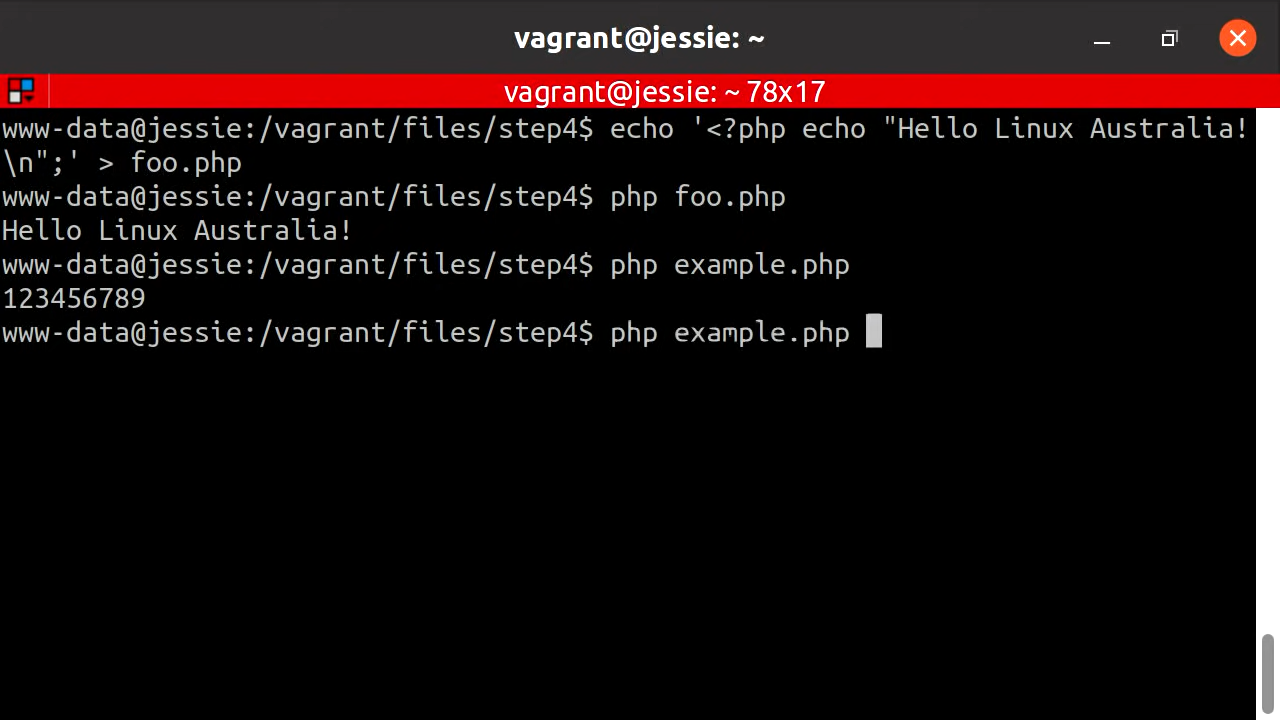 vagrant@jessie: ~
vagrant@jessie: ~ 78x17
www-data@jessie:/vagrant/files/step4$ echo '<?php echo "Hello Linux Australia!
\n";' > foo.php
www-data@jessie:/vagrant/files/step4$ php foo.php
Hello Linux Australia!
www-data@jessie:/vagrant/files/step4$ php example.php
123456789
www-data@jessie:/vagrant/files/step4$ php example.php